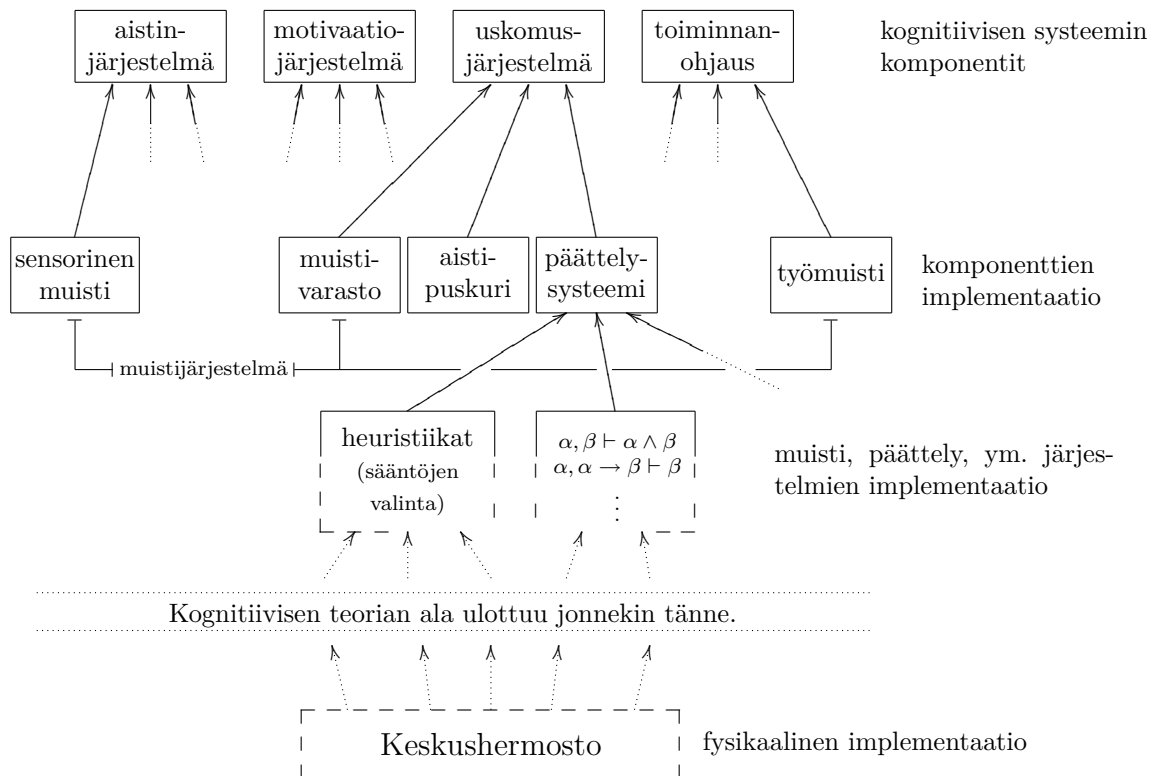 aistin-
järjestelmä
motivaatio-
järjestelmä
uskomus-
järjestelmä
toiminnan-
ohjaus
kognitiivisen systeemin
komponentit
sensorinen
muisti
muisti-
varasto
aisti-
puskuri
päättely-
systeemi
työmuisti
komponenttien
implementaatio
muistijärjestelmä
heuristiikat
(sääntöjen
valinta)
α, β ⊢ α ∧ β
α, α → β ⊢ β
⋮
muisti, päättely, ym. järjes-
telmien implementaatio
Kognitiivisen teorian ala ulottuu jonnekin tänne.
Keskushermosto
fysikaalinen implementaatio